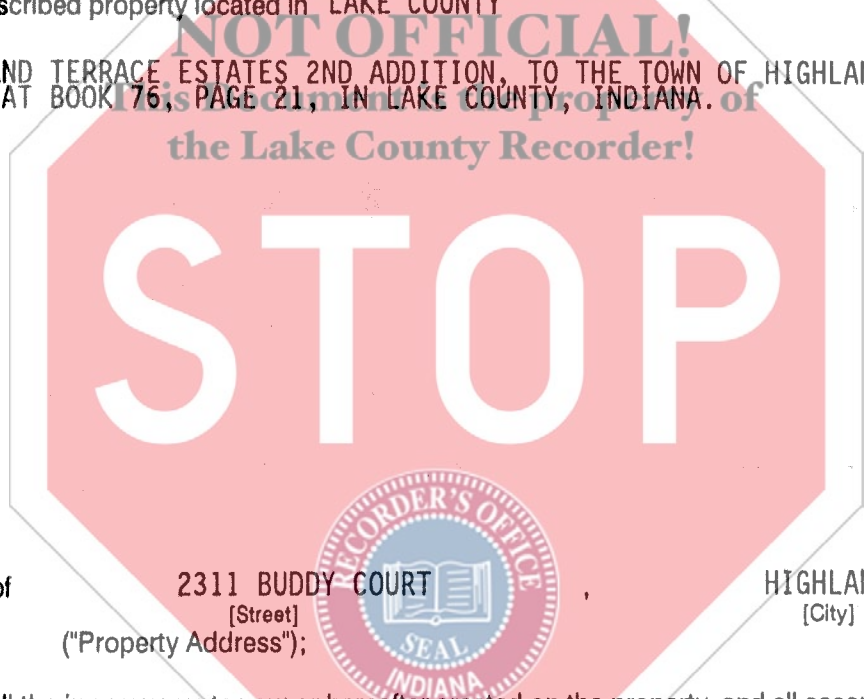 scribed property located in LAKE COUNTY
NOT OFFICIAL!
ND TERRACE ESTATES 2ND ADDITION, TO THE TOWN OF HIGHLA
AT BOOK 76, PAGE 21, IN LAKE COUNTY, INDIANA.
This Document is the property of
the Lake County Recorder!
STOP
RECORDER'S OFFICE
of 2311 BUDDY COURT , HIGHLA
[Street] [City]
("Property Address");
SEAL
INDIANA